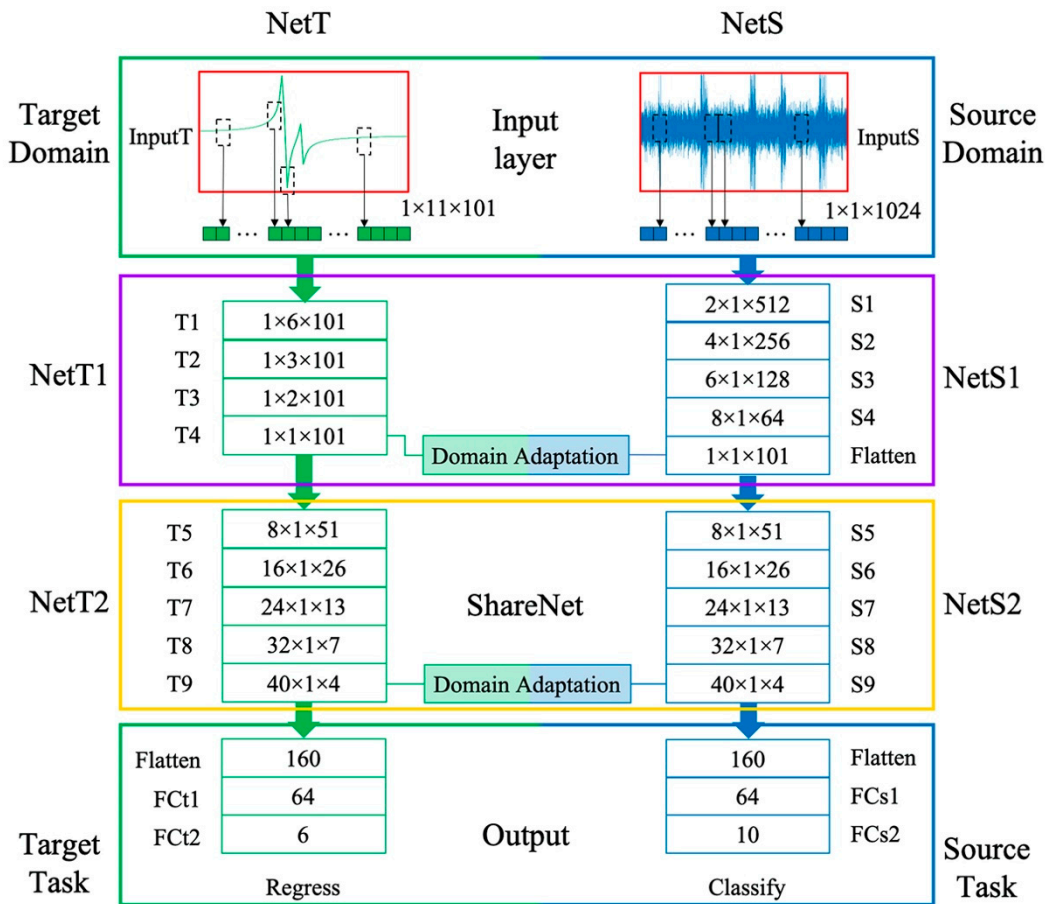 NetT
NetS
Target
Domain
InputT
Input
layer
InputS
Source
Domain
1×11×101
1×1×1024
... ...
... ...
NetT1
T1
1×6×101
T2
1×3×101
T3
1×2×101
T4
1×1×101
Domain Adaptation
2×1×512
S1
4×1×256
S2
6×1×128
S3
8×1×64
S4
1×1×101
Flatten
NetS1
NetT2
T5
8×1×51
T6
16×1×26
T7
24×1×13
T8
32×1×7
T9
40×1×4
ShareNet
Domain Adaptation
8×1×51
S5
16×1×26
S6
24×1×13
S7
32×1×7
S8
40×1×4
S9
NetS2
Target
Task
Flatten
160
FCt1
64
FCt2
6
Regress
Output
160
Flatten
64
FCs1
10
FCs2
Classify
Source
Task